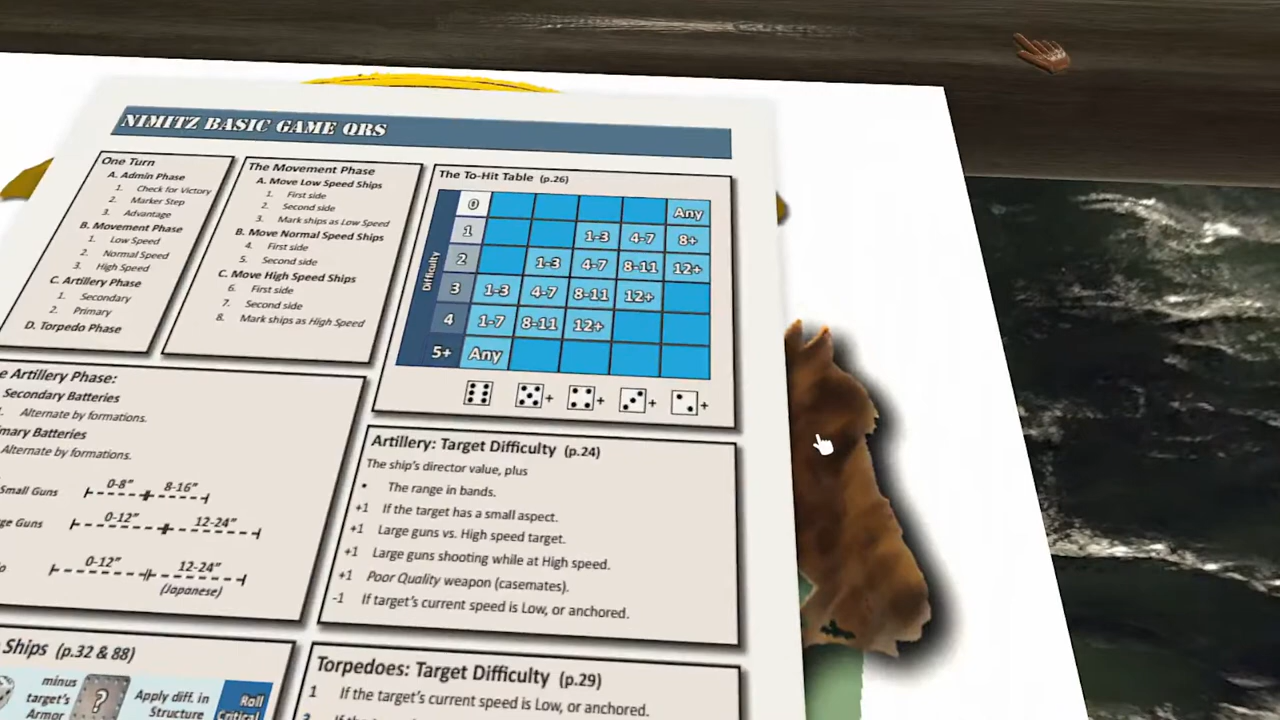 NIMITZ BASIC GAME QRS
One Turn
A. Admin Phase
1. Check for Victory
2. Marker Step
3. Advantage
B. Movement Phase
1. Low Speed
2. Normal Speed
3. High Speed
C. Artillery Phase
1. Secondary
2. Primary
D. Torpedo Phase
The Movement Phase
A. Move Low Speed Ships
1. First side
2. Second side
3. Mark ships as Low Speed
B. Move Normal Speed Ships
4. First side
5. Second side
C. Move High Speed Ships
6. First side
7. Second side
8. Mark ships as High Speed
The To-Hit Table (p.26)
Difficulty
0 Any
1 1-3 4-7 8+
2 1-3 4-7 8-11 12+
3 1-3 4-7 8-11 12+
4 1-7 8-11 12+
5+ Any
+ + + +
Artillery Phase:
Secondary Batteries
Alternate by formations.
Batteries
Alternate by formations.
Small Guns 0-8” 8-16”
Guns 0-12” 12-24”
0-12” 12-24”
(Japanese)
Artillery: Target Difficulty (p.24)
The ship's director value, plus
• The range in bands.
+1 If the target has a small aspect.
+1 Large guns vs. High speed target.
+1 Large guns shooting while at High speed.
+1 Poor Quality weapon (casemates).
-1 If target's current speed is Low, or anchored.
Ships (p.32 & 88)
minus
target's
Armor
?
Apply diff. in
Structure
Roll
Critical
Torpedoes: Target Difficulty (p.29)
1 If the target's current speed is Low, or anchored.